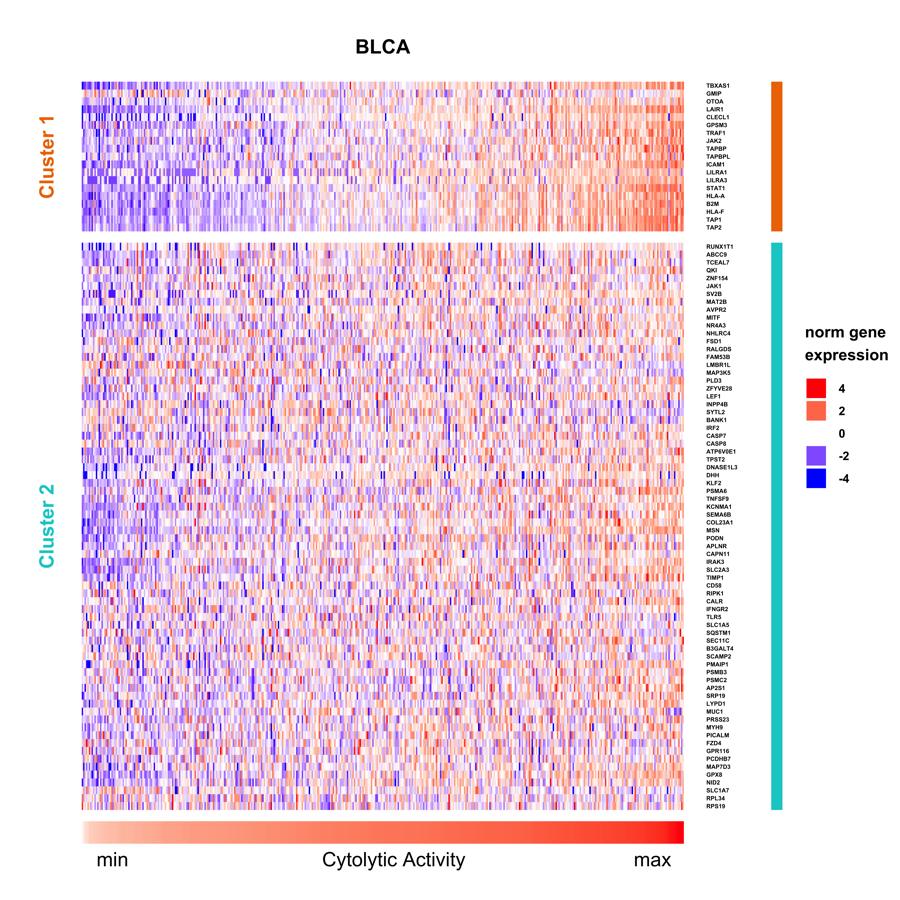 BLCA
Cluster 1
TBXAS1
GMIP
OTOA
LAIR1
CLECL1
GPSM3
TRAF1
JAK2
TAPBP
TAPBPL
ICAM1
LILRA1
LILRA3
STAT1
HLA-A
B2M
HLA-F
TAP1
TAP2
Cluster 2
RUNX1T1
ABCC9
TCEAL7
QKI
ZNF154
JAK1
SV2B
MAT2B
AVPR2
MITF
NR4A3
NHLRC4
FSD1
RALGDS
FAM53B
LMBR1L
MAP3K5
PLD3
ZFYVE28
LEF1
INPP4B
SYTL2
BANK1
IRF2
CASP7
CASP8
ATP6V0E1
TPST2
DNASE1L3
DHH
KLF2
PSMA6
TNFSF9
KCNMA1
SEMA6B
COL23A1
MSN
PODN
APLNR
CAPN11
IRAK3
SLC2A3
TIMP1
CD58
RIPK1
CALR
IFNGR2
TLR5
SLC1A5
SQSTM1
SEC11C
B3GALT4
SCAMP2
PMAIP1
PSMB3
PSMC2
AP2S1
SRP19
LYPD1
MUC1
PRSS23
MYH9
PICALM
FZD4
GPR116
PCDHB7
MAP7D3
GPX8
NID2
SLC1A7
RPL34
RPS19
norm gene
expression
4
2
0
-2
-4
min Cytolytic Activity max